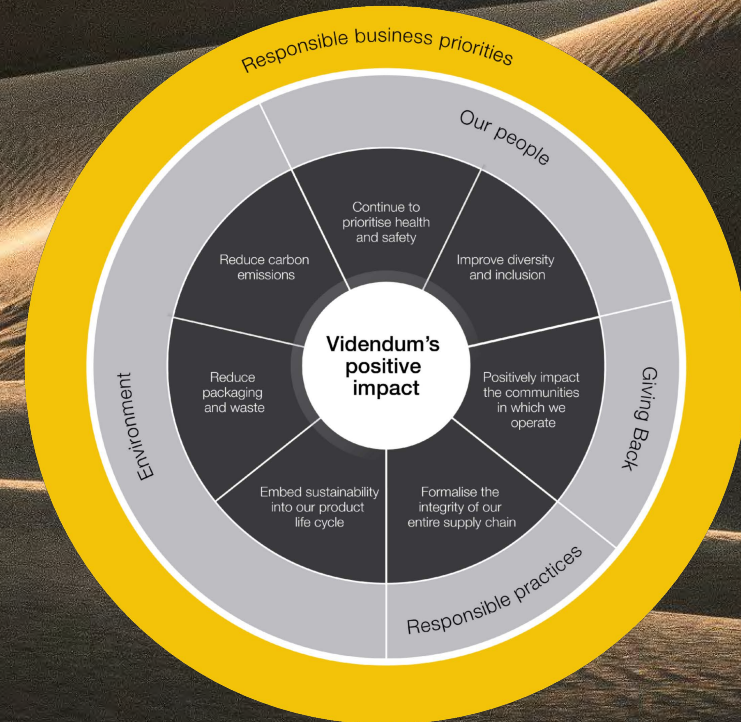 Responsible business priorities
Our people
Continue to
prioritise health
and safety
Improve diversity
and inclusion
Giving Back
Positively impact
the communities
in which we
operate
Responsible practices
Formalise the
integrity of our
entire supply chain
Environment
Embed sustainability
into our product
life cycle
Reduce
packaging
and waste
Reduce carbon
emissions
Videndum's
positive
impact